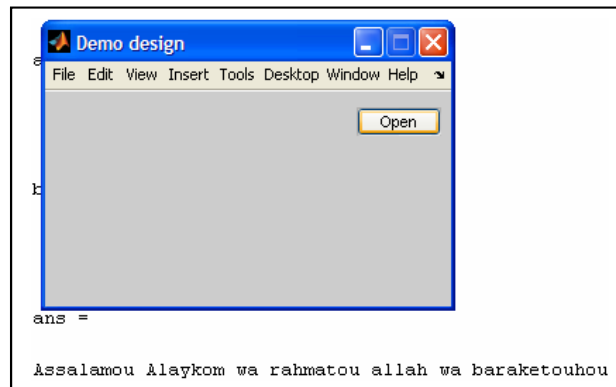 Demo design
a
File Edit View Insert Tools Desktop Window Help
Open
b
ans =
Assalamou Alaykom wa rahmatou allah wa baraketouhou